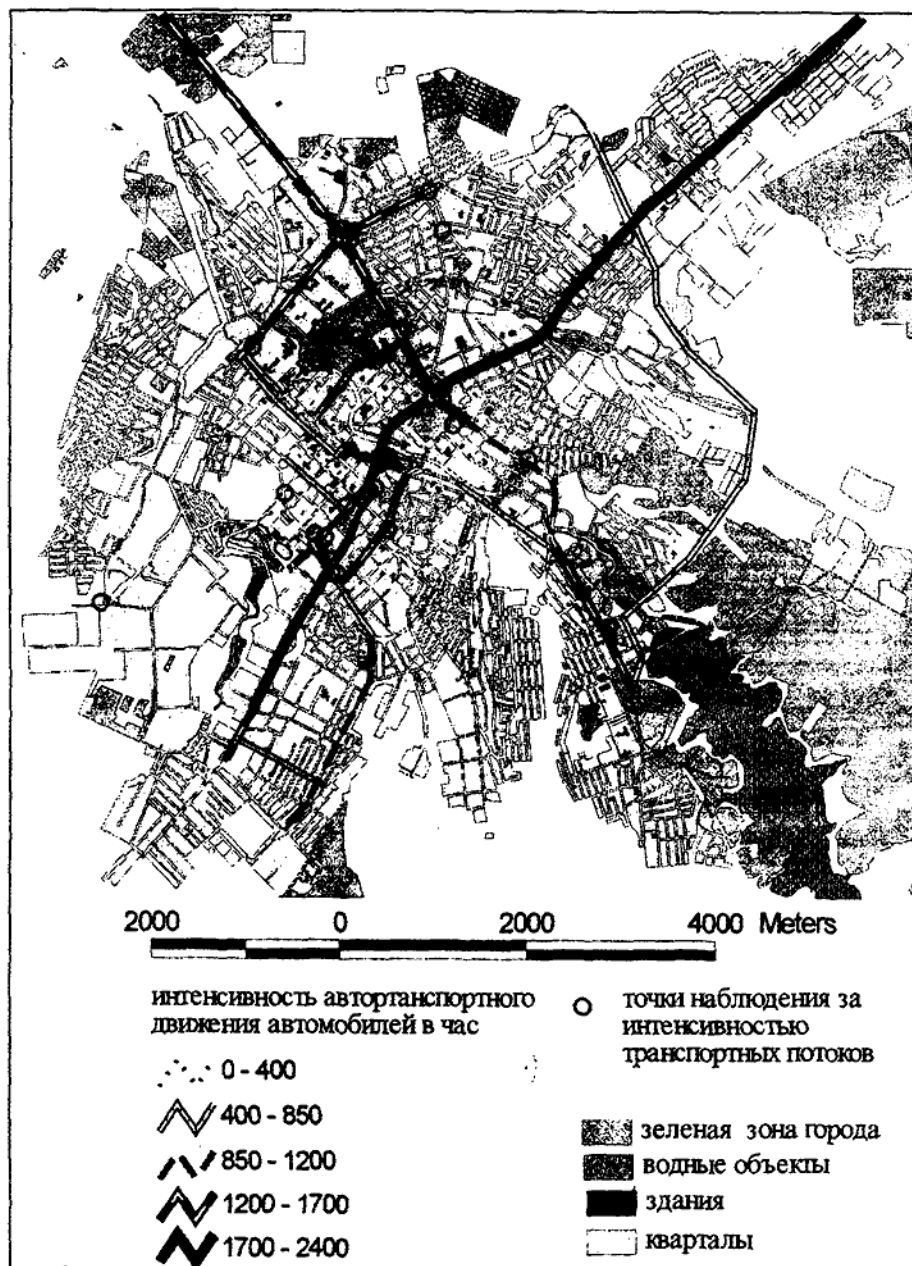 2000 0 2000 4000 Meters
интенсивность автортанспортного
движения автомобилей в час
0 - 400
400 - 850
850 - 1200
1200 - 1700
1700 - 2400
точки наблюдения за
интенсивностью
транспортных потоков
зеленая зона города
водные объекты
здания
кварталы